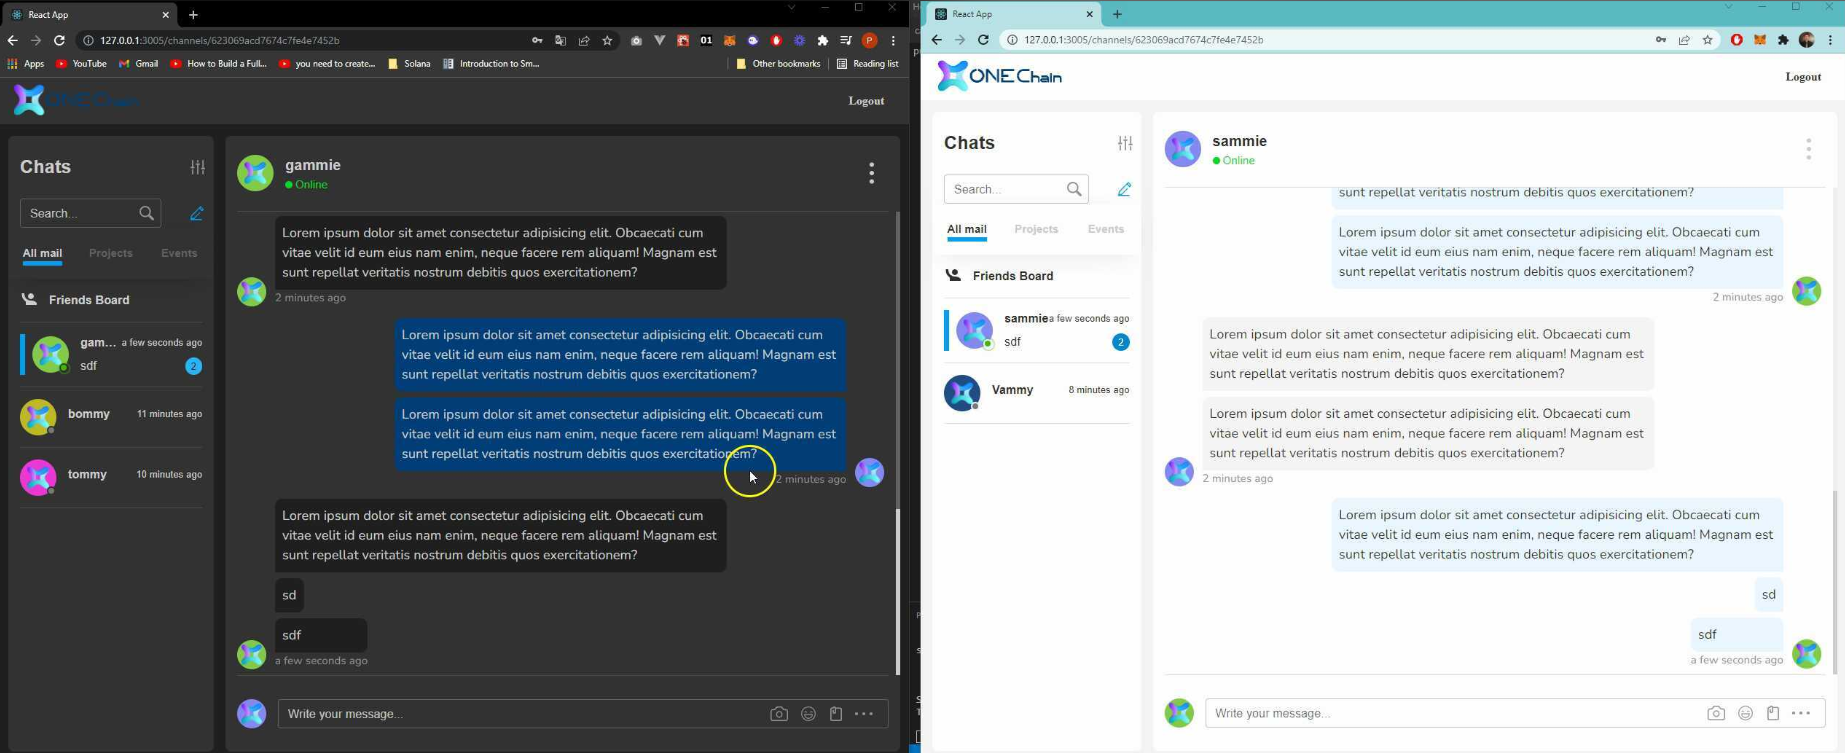 React App
127.0.0.1:3005/channels/623069acd7674c7fe4e7452b
01
P
Apps
YouTube
Gmail
How to Build a Full...
you need to create...
Solana
Introduction to Sm...
Other bookmarks
Reading list
ONEChain
Logout
Chats
Search...
All mail
Projects
Events
Friends Board
gam...
a few seconds ago
sdf
2
bommy
11 minutes ago
tommy
10 minutes ago
gammie
Online
Lorem ipsum dolor sit amet consectetur adipisicing elit. Obcaecati cum
vitae velit id eum eius nam enim, neque facere rem aliquam! Magnam est
sunt repellat veritatis nostrum debitis quos exercitationem?
2 minutes ago
Lorem ipsum dolor sit amet consectetur adipisicing elit. Obcaecati cum
vitae velit id eum eius nam enim, neque facere rem aliquam! Magnam est
sunt repellat veritatis nostrum debitis quos exercitationem?
Lorem ipsum dolor sit amet consectetur adipisicing elit. Obcaecati cum
vitae velit id eum eius nam enim, neque facere rem aliquam! Magnam est
sunt repellat veritatis nostrum debitis quos exercitationem?
2 minutes ago
Lorem ipsum dolor sit amet consectetur adipisicing elit. Obcaecati cum
vitae velit id eum eius nam enim, neque facere rem aliquam! Magnam est
sunt repellat veritatis nostrum debitis quos exercitationem?
sd
sdf
a few seconds ago
Write your message...
React App
127.0.0.1:3005/channels/623069acd7674c7fe4e7452b
ONEChain
Logout
Chats
Search...
All mail
Projects
Events
Friends Board
sammie
a few seconds ago
sdf
2
Vammy
8 minutes ago
sammie
Online
sunt repellat veritatis nostrum debitis quos exercitationem?
Lorem ipsum dolor sit amet consectetur adipisicing elit. Obcaecati cum
vitae velit id eum eius nam enim, neque facere rem aliquam! Magnam est
sunt repellat veritatis nostrum debitis quos exercitationem?
2 minutes ago
Lorem ipsum dolor sit amet consectetur adipisicing elit. Obcaecati cum
vitae velit id eum eius nam enim, neque facere rem aliquam! Magnam est
sunt repellat veritatis nostrum debitis quos exercitationem?
Lorem ipsum dolor sit amet consectetur adipisicing elit. Obcaecati cum
vitae velit id eum eius nam enim, neque facere rem aliquam! Magnam est
sunt repellat veritatis nostrum debitis quos exercitationem?
2 minutes ago
Lorem ipsum dolor sit amet consectetur adipisicing elit. Obcaecati cum
vitae velit id eum eius nam enim, neque facere rem aliquam! Magnam est
sunt repellat veritatis nostrum debitis quos exercitationem?
sd
sdf
a few seconds ago
Write your message...